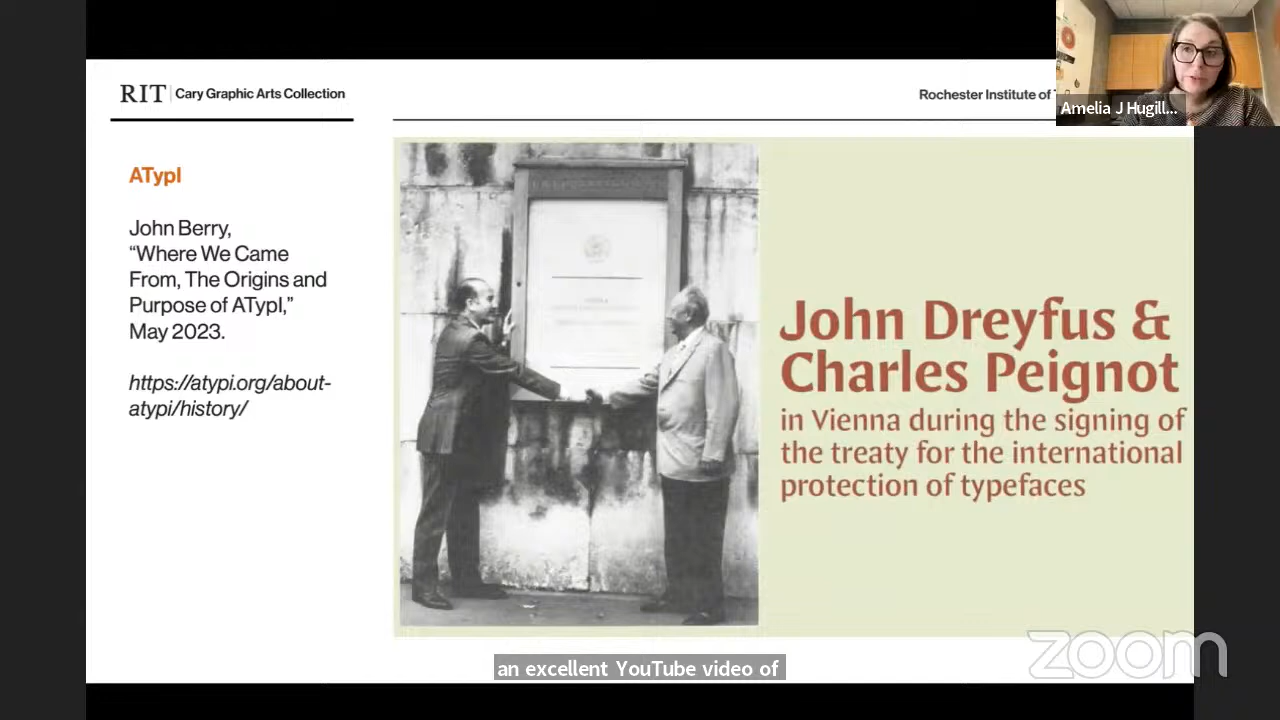 RIT Cary Graphic Arts Collection
Rochester Institute of T
Amelia J Hugill...
ATypI
John Berry,
“Where We Came
From, The Origins and
Purpose of ATypI,”
May 2023.
https://atypi.org/about-
atypi/history/
John Dreyfus &
Charles Peignot
in Vienna during the signing of
the treaty for the international
protection of typefaces
an excellent YouTube video of
zoom